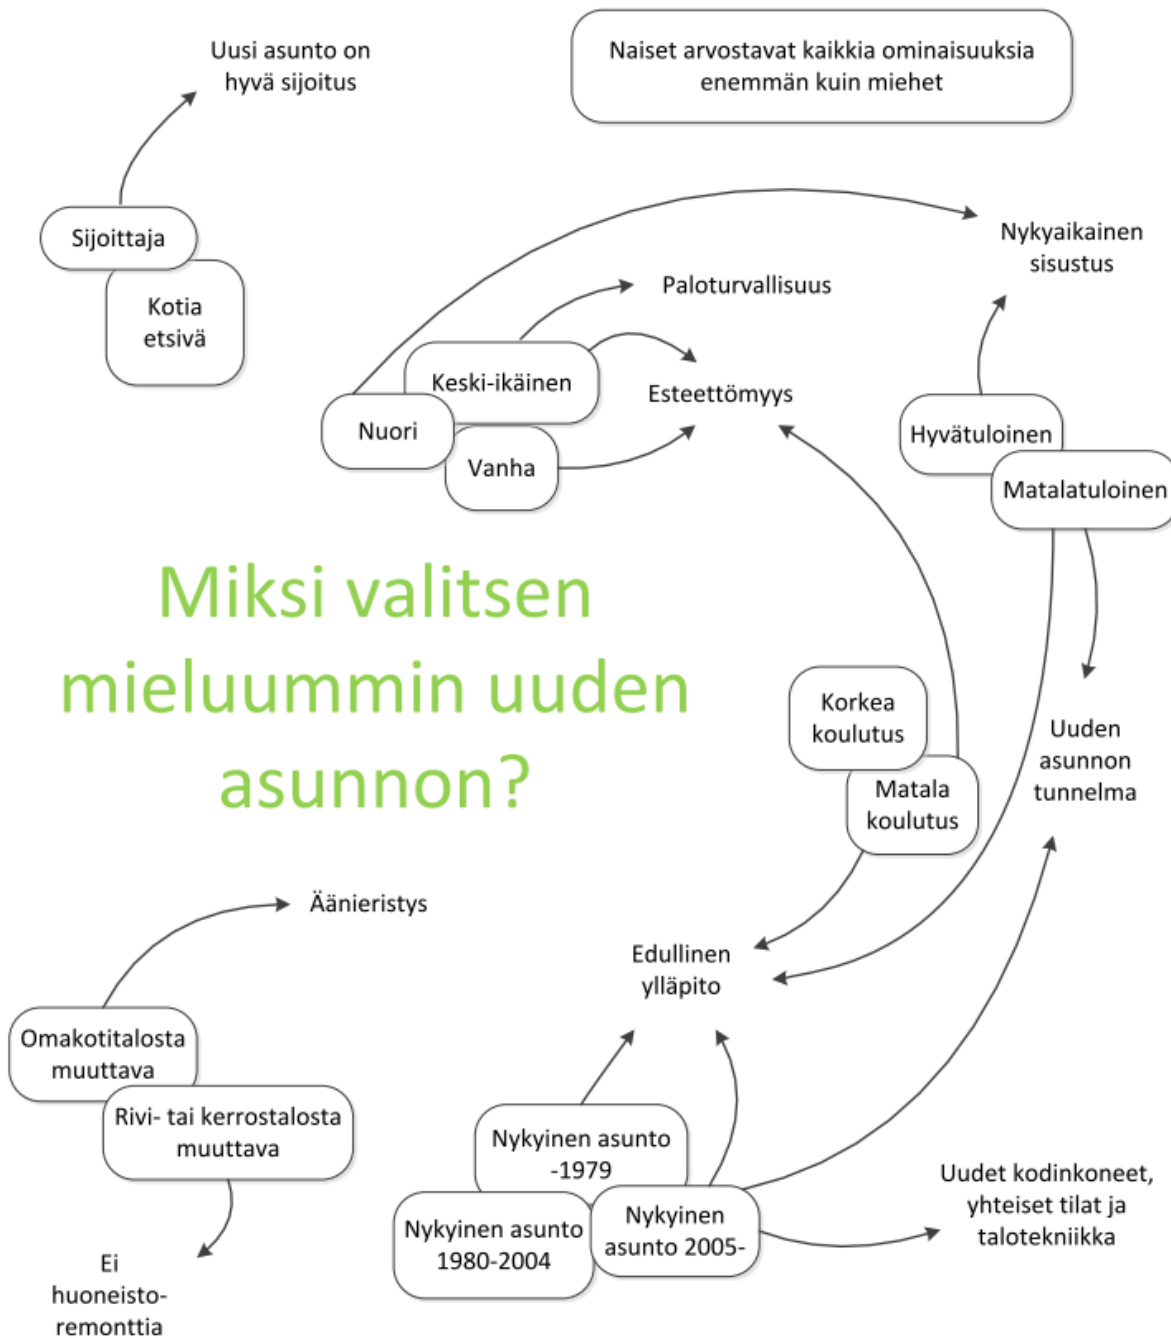 Uusi asunto on
hyvä sijoitus
Naiset arvostavat kaikkia ominaisuuksia
enemmän kuin miehet
Sijoittaja
Kotia
etsivä
Nykyaikainen
sisustus
Paloturvallisuus
Keski-ikäinen
Esteettömyys
Nuori
Vanha
Hyvätuloinen
Matalatuloinen
Miksi valitsen
mieluummin uuden
asunnon?
Korkea
koulutus
Matala
koulutus
Uuden
asunnon
tunnelma
Äänieristys
Edullinen
ylläpito
Omakotitalosta
muuttava
Rivi- tai kerrostalosta
muuttava
Nykyinen asunto
-1979
Nykyinen asunto
1980-2004
Nykyinen
asunto 2005-
Uudet kodinkoneet,
yhteiset tilat ja
talotekniikka
Ei
huoneisto-
remonttia